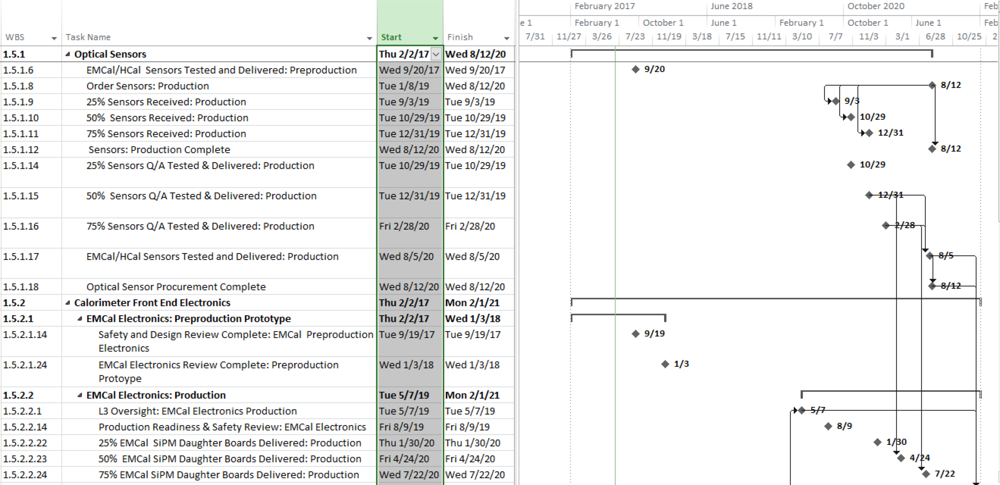 February 2017 June 2018 October 2020 Feb
e 1 February 1 October 1 June 1 February 1 October 1 June 1 Feb
WBS Task Name Start Finish 7/31 11/27 3/26 7/23 11/19 3/18 7/15 11/11 3/10 7/7 11/3 3/1 6/28 10/25 2
1.5.1 Optical Sensors Thu 2/2/17 Wed 8/12/20
1.5.1.6 EMCal/HCal Sensors Tested and Delivered: Preproduction Wed 9/20/17 Wed 9/20/17 9/20
1.5.1.8 Order Sensors: Production Tue 1/8/19 Wed 8/12/20 8/12
1.5.1.9 25% Sensors Received: Production Tue 9/3/19 Tue 9/3/19 9/3
1.5.1.10 50% Sensors Received: Production Tue 10/29/19 Tue 10/29/19 10/29
1.5.1.11 75% Sensors Received: Production Tue 12/31/19 Tue 12/31/19 12/31
1.5.1.12 Sensors: Production Complete Wed 8/12/20 Wed 8/12/20 8/12
1.5.1.14 25% Sensors Q/A Tested & Delivered: Production Tue 10/29/19 Tue 10/29/19 10/29
1.5.1.15 50% Sensors Q/A Tested & Delivered: Production Tue 12/31/19 Tue 12/31/19 12/31
1.5.1.16 75% Sensors Q/A Tested & Delivered: Production Fri 2/28/20 Fri 2/28/20 2/28
1.5.1.17 EMCal/HCal Sensors Tested and Delivered: Production Wed 8/5/20 Wed 8/5/20 8/5
1.5.1.18 Optical Sensor Procurement Complete Wed 8/12/20 Wed 8/12/20 8/12
1.5.2 Calorimeter Front End Electronics Thu 2/2/17 Mon 2/1/21
1.5.2.1 EMCal Electronics: Preproduction Prototype Thu 2/2/17 Wed 1/3/18
1.5.2.1.14 Safety and Design Review Complete: EMCal Preproduction Tue 9/19/17 Tue 9/19/17 9/19
Electronics
1.5.2.1.24 EMCal Electronics Review Complete: Preproduction Wed 1/3/18 Wed 1/3/18 1/3
Protoype
1.5.2.2 EMCal Electronics: Production Tue 5/7/19 Mon 2/1/21
1.5.2.2.1 L3 Oversight: EMCal Electronics Production Tue 5/7/19 Tue 5/7/19 5/7
1.5.2.2.14 Production Readiness & Safety Review: EMCal Electronics Fri 8/9/19 Fri 8/9/19 8/9
1.5.2.2.22 25% EMCal SiPM Daughter Boards Delivered: Production Thu 1/30/20 Thu 1/30/20 1/30
1.5.2.2.23 50% EMCal SiPM Daughter Boards Delivered: Production Fri 4/24/20 Fri 4/24/20 4/24
1.5.2.2.24 75% EMCal SiPM Daughter Boards Delivered: Production Wed 7/22/20 Wed 7/22/20 7/22